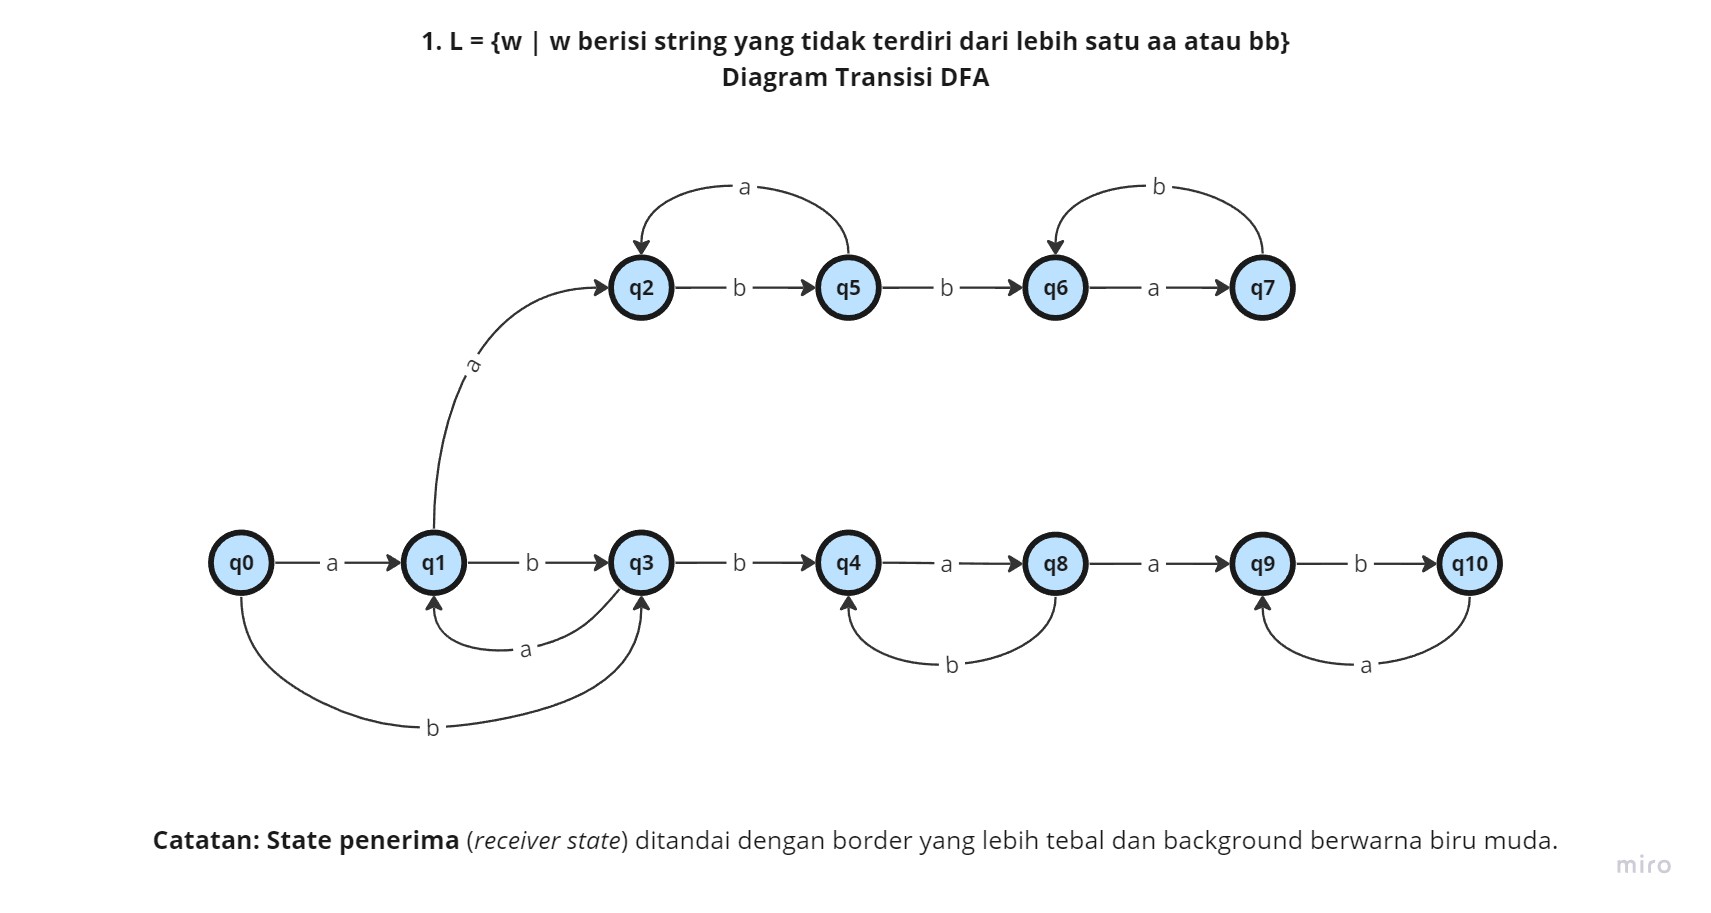 1. L = {w | w berisi string yang tidak terdiri dari lebih satu aa atau bb}
Diagram Transisi DFA
a
b
q2
b
q5
b
q6
a
q7
a
q0
a
q1
b
q3
b
q4
a
q8
a
q9
b
q10
a
b
a
b
Catatan: State penerima (receiver state) ditandai dengan border yang lebih tebal dan background berwarna biru muda.
miro